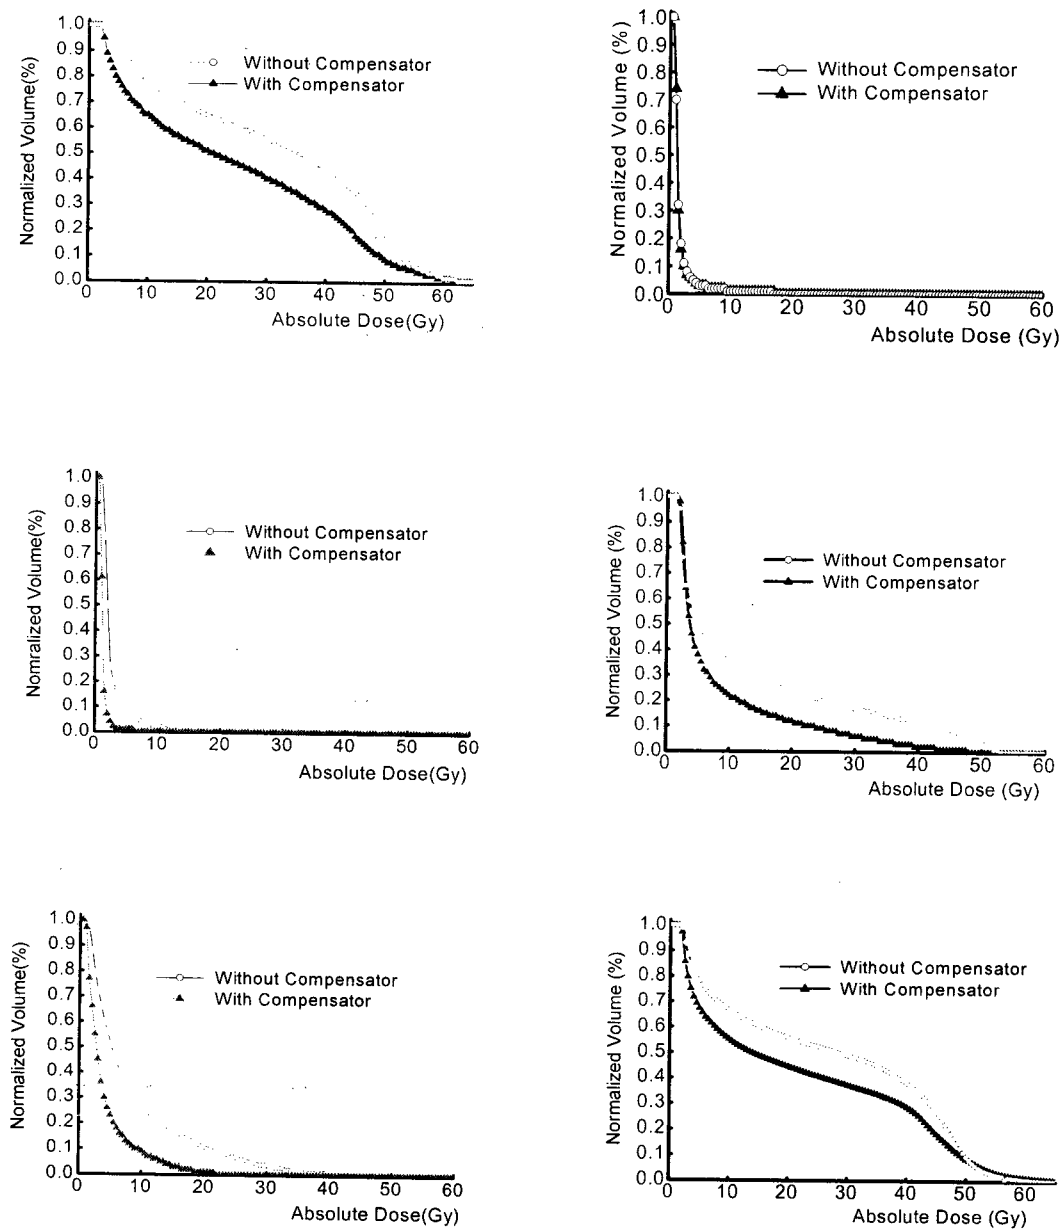 1.0
0.9
0.8
0.7
0.6
0.5
0.4
0.3
0.2
0.1
0.0
Normalized Volume(%)
Without Compensator
With Compensator
0 10 20 30 40 50 60
Absolute Dose(Gy)
1.0
0.9
0.8
0.7
0.6
0.5
0.4
0.3
0.2
0.1
0.0
Normalized Volume (%)
Without Compensator
With Compensator
0 10 20 30 40 50 60
Absolute Dose (Gy)
1.0
0.9
0.8
0.7
0.6
0.5
0.4
0.3
0.2
0.1
0.0
Nomralized Volume(%)
Without Compensator
With Compensator
0 10 20 30 40 50 60
Absolute Dose(Gy)
1.0
0.9
0.8
0.7
0.6
0.5
0.4
0.3
0.2
0.1
0.0
Normalized Volume (%)
Without Compensator
With Compensator
0 10 20 30 40 50 60
Absolute Dose (Gy)
1.0
0.9
0.8
0.7
0.6
0.5
0.4
0.3
0.2
0.1
0.0
Normalized Volume(%)
Without Compensator
With Compensator
0 10 20 30 40 50 60
Absolute Dose(Gy)
1.0
0.9
0.8
0.7
0.6
0.5
0.4
0.3
0.2
0.1
0.0
Normalized Volume (%)
Without Compensator
With Compensator
0 10 20 30 40 50 60
Absolute Dose (Gy)